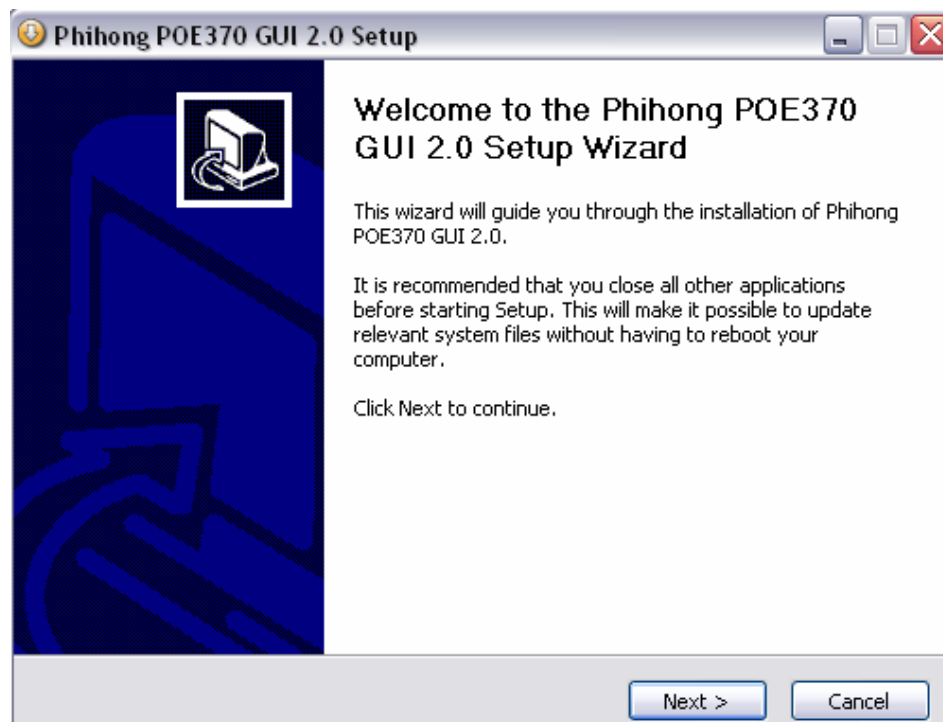 Phihong POE370 GUI 2.0 Setup
Welcome to the Phihong POE370
GUI 2.0 Setup Wizard
This wizard will guide you through the installation of Phihong
POE370 GUI 2.0.
It is recommended that you close all other applications
before starting Setup. This will make it possible to update
relevant system files without having to reboot your
computer.
Click Next to continue.
Next >
Cancel